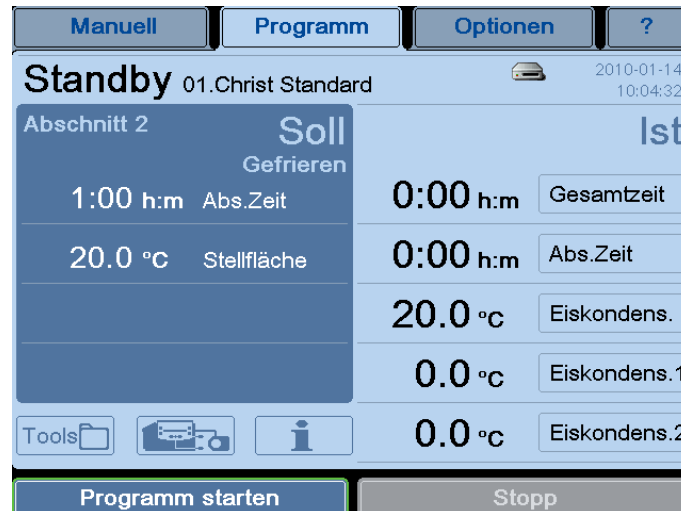 Manuell Programm Optionen ?
Standby 01.Christ Standard
2010-01-14
10:04:32
Abschnitt 2 Soll
Gefrieren
1:00 h:m Abs.Zeit
20.0 °C Stellfläche
Ist
0:00 h:m Gesamtzeit
0:00 h:m Abs.Zeit
20.0 °C Eiskondens.
0.0 °C Eiskondens.1
0.0 °C Eiskondens.2
Tools i
Programm starten Stopp